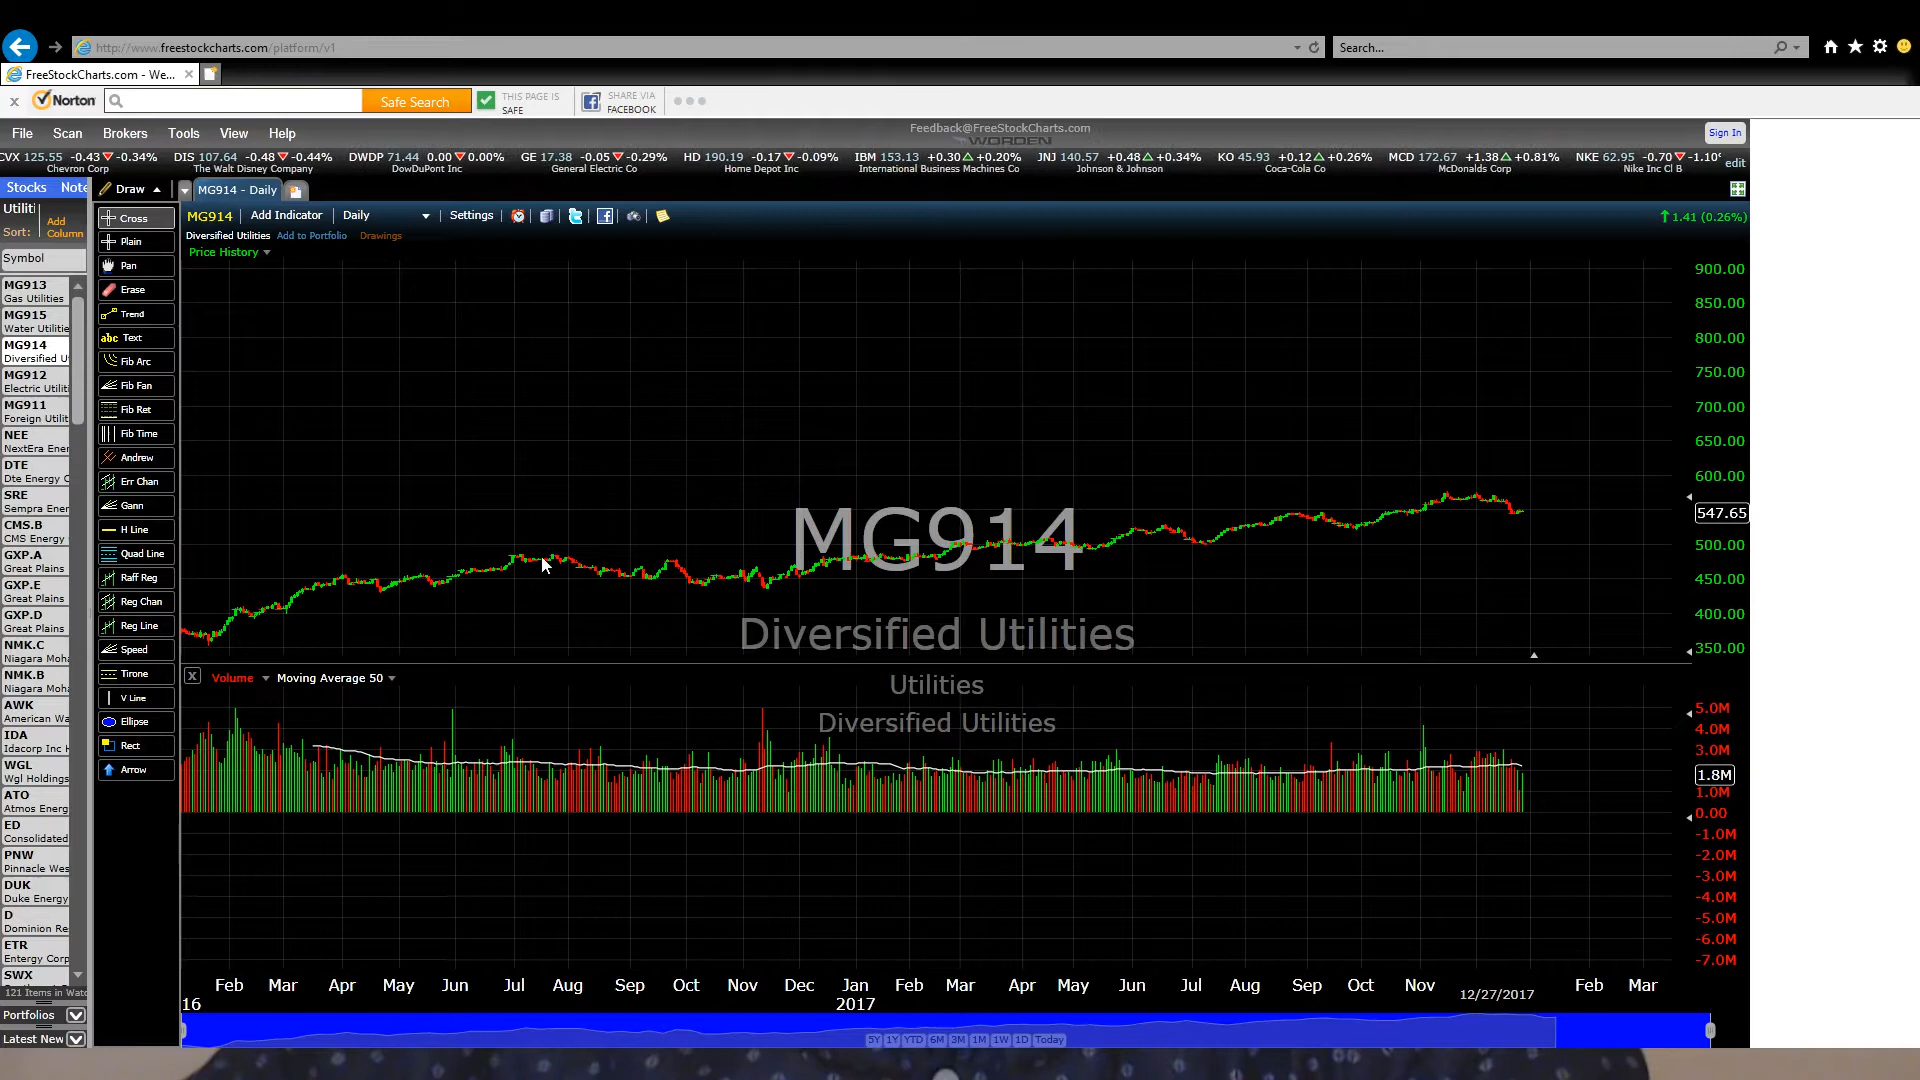 http://www.freestockcharts.com/platform/v1
Search...
FreeStockCharts.com - We...
Norton
Safe Search
THIS PAGE IS
SAFE
SHARE VIA
FACEBOOK
File Scan Brokers Tools View Help
Feedback@FreeStockCharts.com
WORDEN
Sign In
CVX 125.55 -0.43 -0.34%
Chevron Corp
DIS 107.64 -0.48 -0.44%
The Walt Disney Company
DWDP 71.44 0.00 0.00%
DowDuPont Inc
GE 17.38 -0.05 -0.29%
General Electric Co
HD 190.19 -0.17 -0.09%
Home Depot Inc
IBM 153.13 +0.30 +0.20%
International Business Machines Co
JNJ 140.57 +0.48 +0.34%
Johnson & Johnson
KO 45.93 +0.12 +0.26%
Coca-Cola Co
MCD 172.67 +1.38 +0.81%
McDonalds Corp
NKE 62.95 -0.70 -1.10
Nike Inc Cl B
edit
Stocks Note
Draw
MG914 - Daily
Utiliti
Add
Column
Sort:
Symbol
MG913
Gas Utilities
MG915
Water Utilitie
MG914
Diversified U
MG912
Electric Utiliti
MG911
Foreign Utilit
NEE
NextEra Ener
DTE
Dte Energy C
SRE
Sempra Ener
CMS.B
CMS Energy
GXP.A
Great Plains
GXP.E
Great Plains
GXP.D
Great Plains
NMK.C
Niagara Moh
NMK.B
Niagara Moh
AWK
American Wa
IDA
Idacorp Inc H
WGL
Wgl Holdings
ATO
Atmos Energ
ED
Consolidated
PNW
Pinnacle Wes
DUK
Duke Energy
D
Dominion Re
ETR
Entergy Corp
SWX
121 Items in Watc
Portfolios
Latest New
Cross
Plain
Pan
Erase
Trend
abc Text
Fib Arc
Fib Fan
Fib Ret
Fib Time
Andrew
Err Chan
Gann
H Line
Quad Line
Raff Reg
Reg Chan
Reg Line
Speed
Tirone
V Line
Ellipse
Rect
Arrow
MG914 Add Indicator Daily Settings
1.41 (0.26%)
Diversified Utilities Add to Portfolio Drawings
Price History
900.00
850.00
800.00
750.00
700.00
650.00
600.00
547.65
500.00
450.00
400.00
350.00
MG914
Diversified Utilities
Utilities
Diversified Utilities
X Volume Moving Average 50
5.0M
4.0M
3.0M
1.8M
1.0M
0.00
-1.0M
-2.0M
-3.0M
-4.0M
-5.0M
-6.0M
-7.0M
Feb Mar Apr May Jun Jul Aug Sep Oct Nov Dec Jan Feb Mar Apr May Jun Jul Aug Sep Oct Nov 12/27/2017 Feb Mar
16 2017
5Y 1Y YTD 6M 3M 1M 1W 1D Today